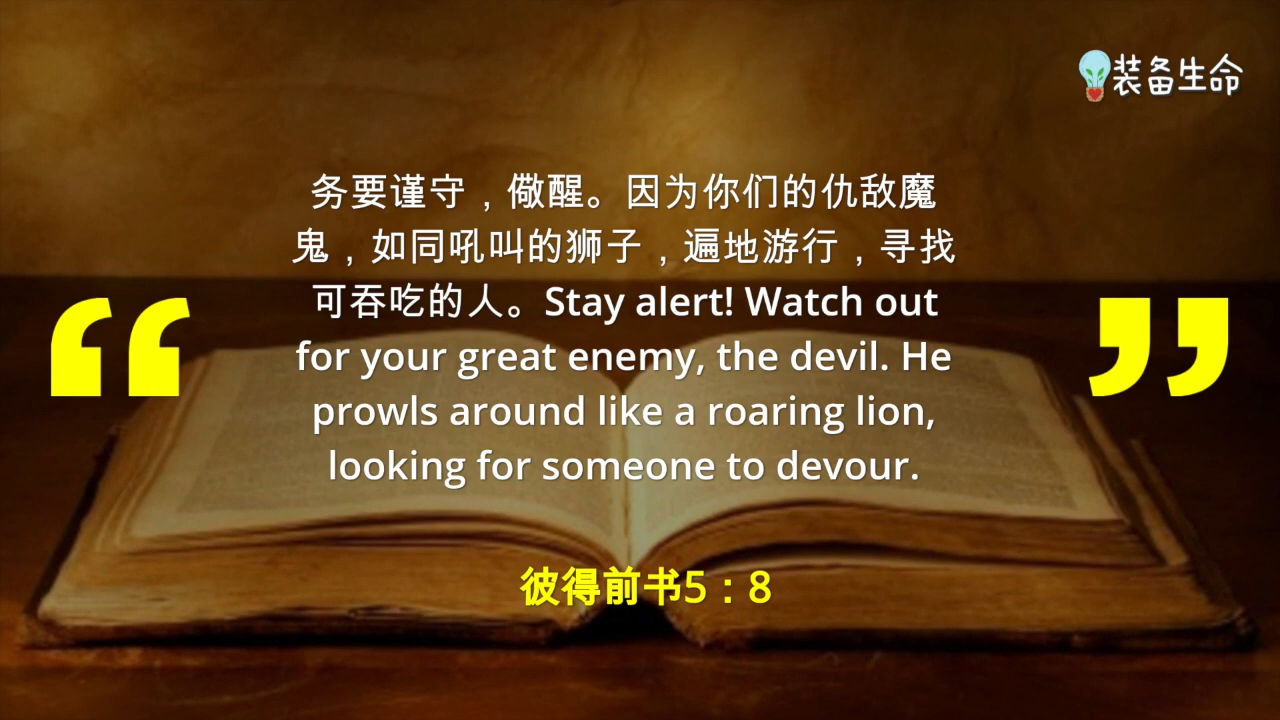 装备生命
务要谨守，儆醒。因为你们的仇敌魔
鬼，如同吼叫的狮子，遍地游行，寻找
可吞吃的人。Stay alert! Watch out
for your great enemy, the devil. He
prowls around like a roaring lion,
looking for someone to devour.
彼得前书5：8